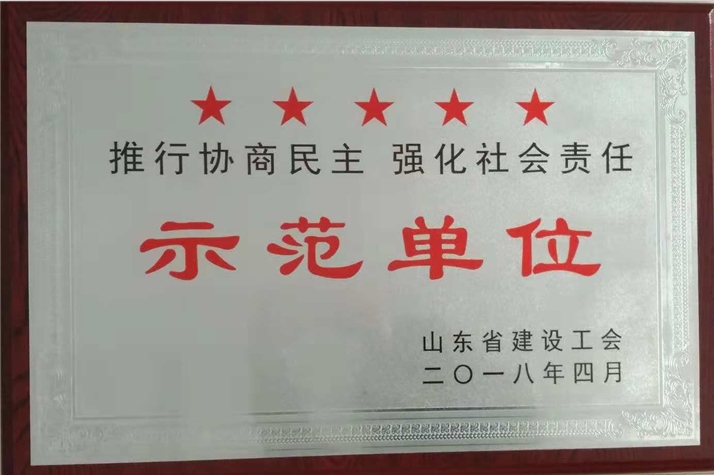 推行协商民主 强化社会责任
示范单位
山东省建设工会
二〇一八年四月